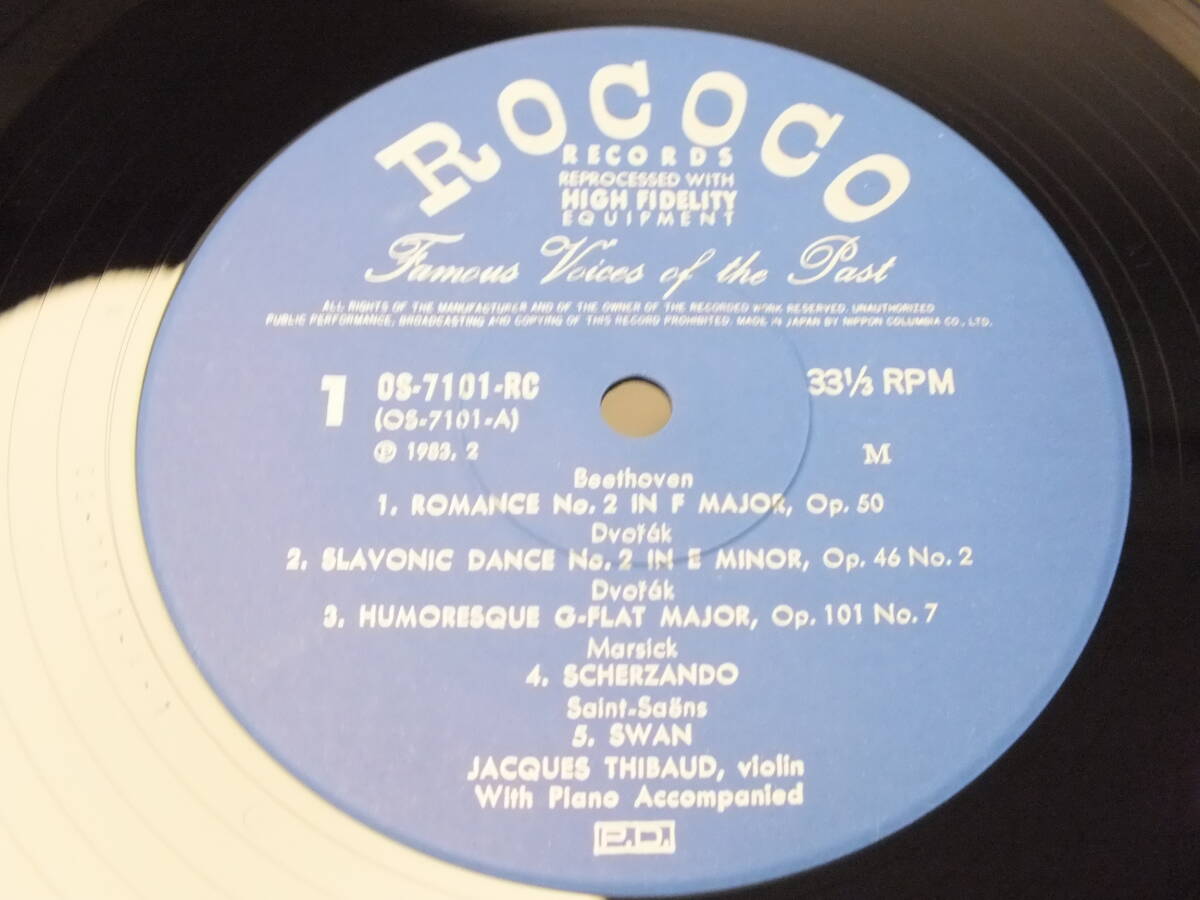 ROCOCO
RECORDS
REPROCESSED WITH
HIGH FIDELITY
EQUIPMENT
Famous Voices of the Past
ALL RIGHTS OF THE MANUFACTURER AND OF THE OWNER OF THE RECORDED WORK RESERVED. UNAUTHORIZED
PUBLIC PERFORMANCE, BROADCASTING AND COPYING OF THIS RECORD PROHIBITED. MADE IN JAPAN BY NIPPON COLUMBIA CO., LTD.
1 OS-7101-RC 33 1/3 RPM
(OS-7101-A)
Ⓟ 1983, 2 M
Beethoven
1. ROMANCE No. 2 IN F MAJOR, Op. 50
Dvořák
2. SLAVONIC DANCE No. 2 IN E MINOR, Op. 46 No. 2
Dvořák
3. HUMORESQUE G-FLAT MAJOR, Op. 101 No. 7
Marsick
4. SCHERZANDO
Saint-Saëns
5. SWAN
JACQUES THIBAUD, violin
With Piano Accompanied
P.D.